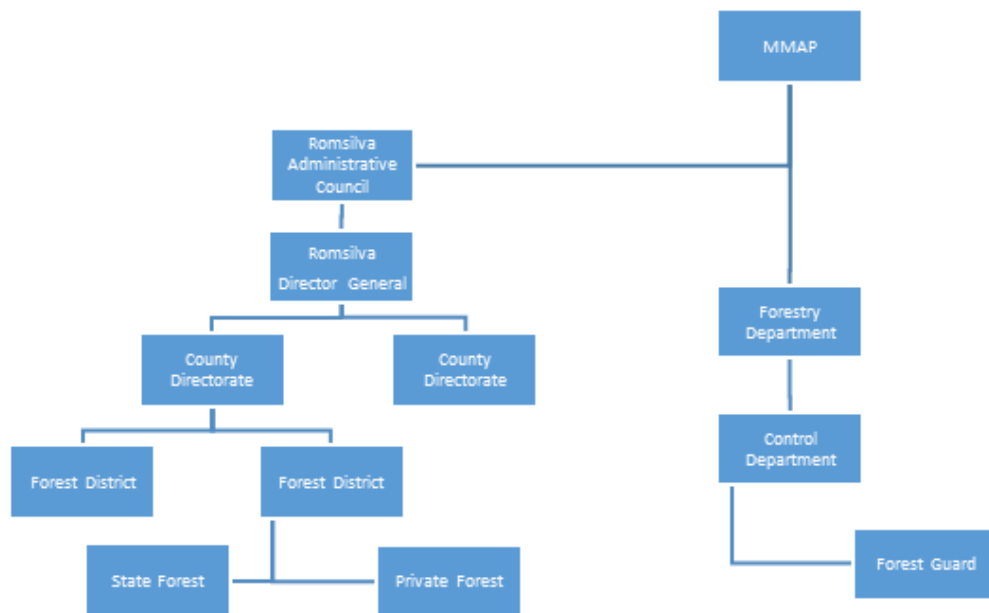 MMAP
Romsilva
Administrative
Council
Romsilva
Director General
County
Directorate
County
Directorate
Forestry
Department
Forest District
Forest District
Control
Department
State Forest
Private Forest
Forest Guard